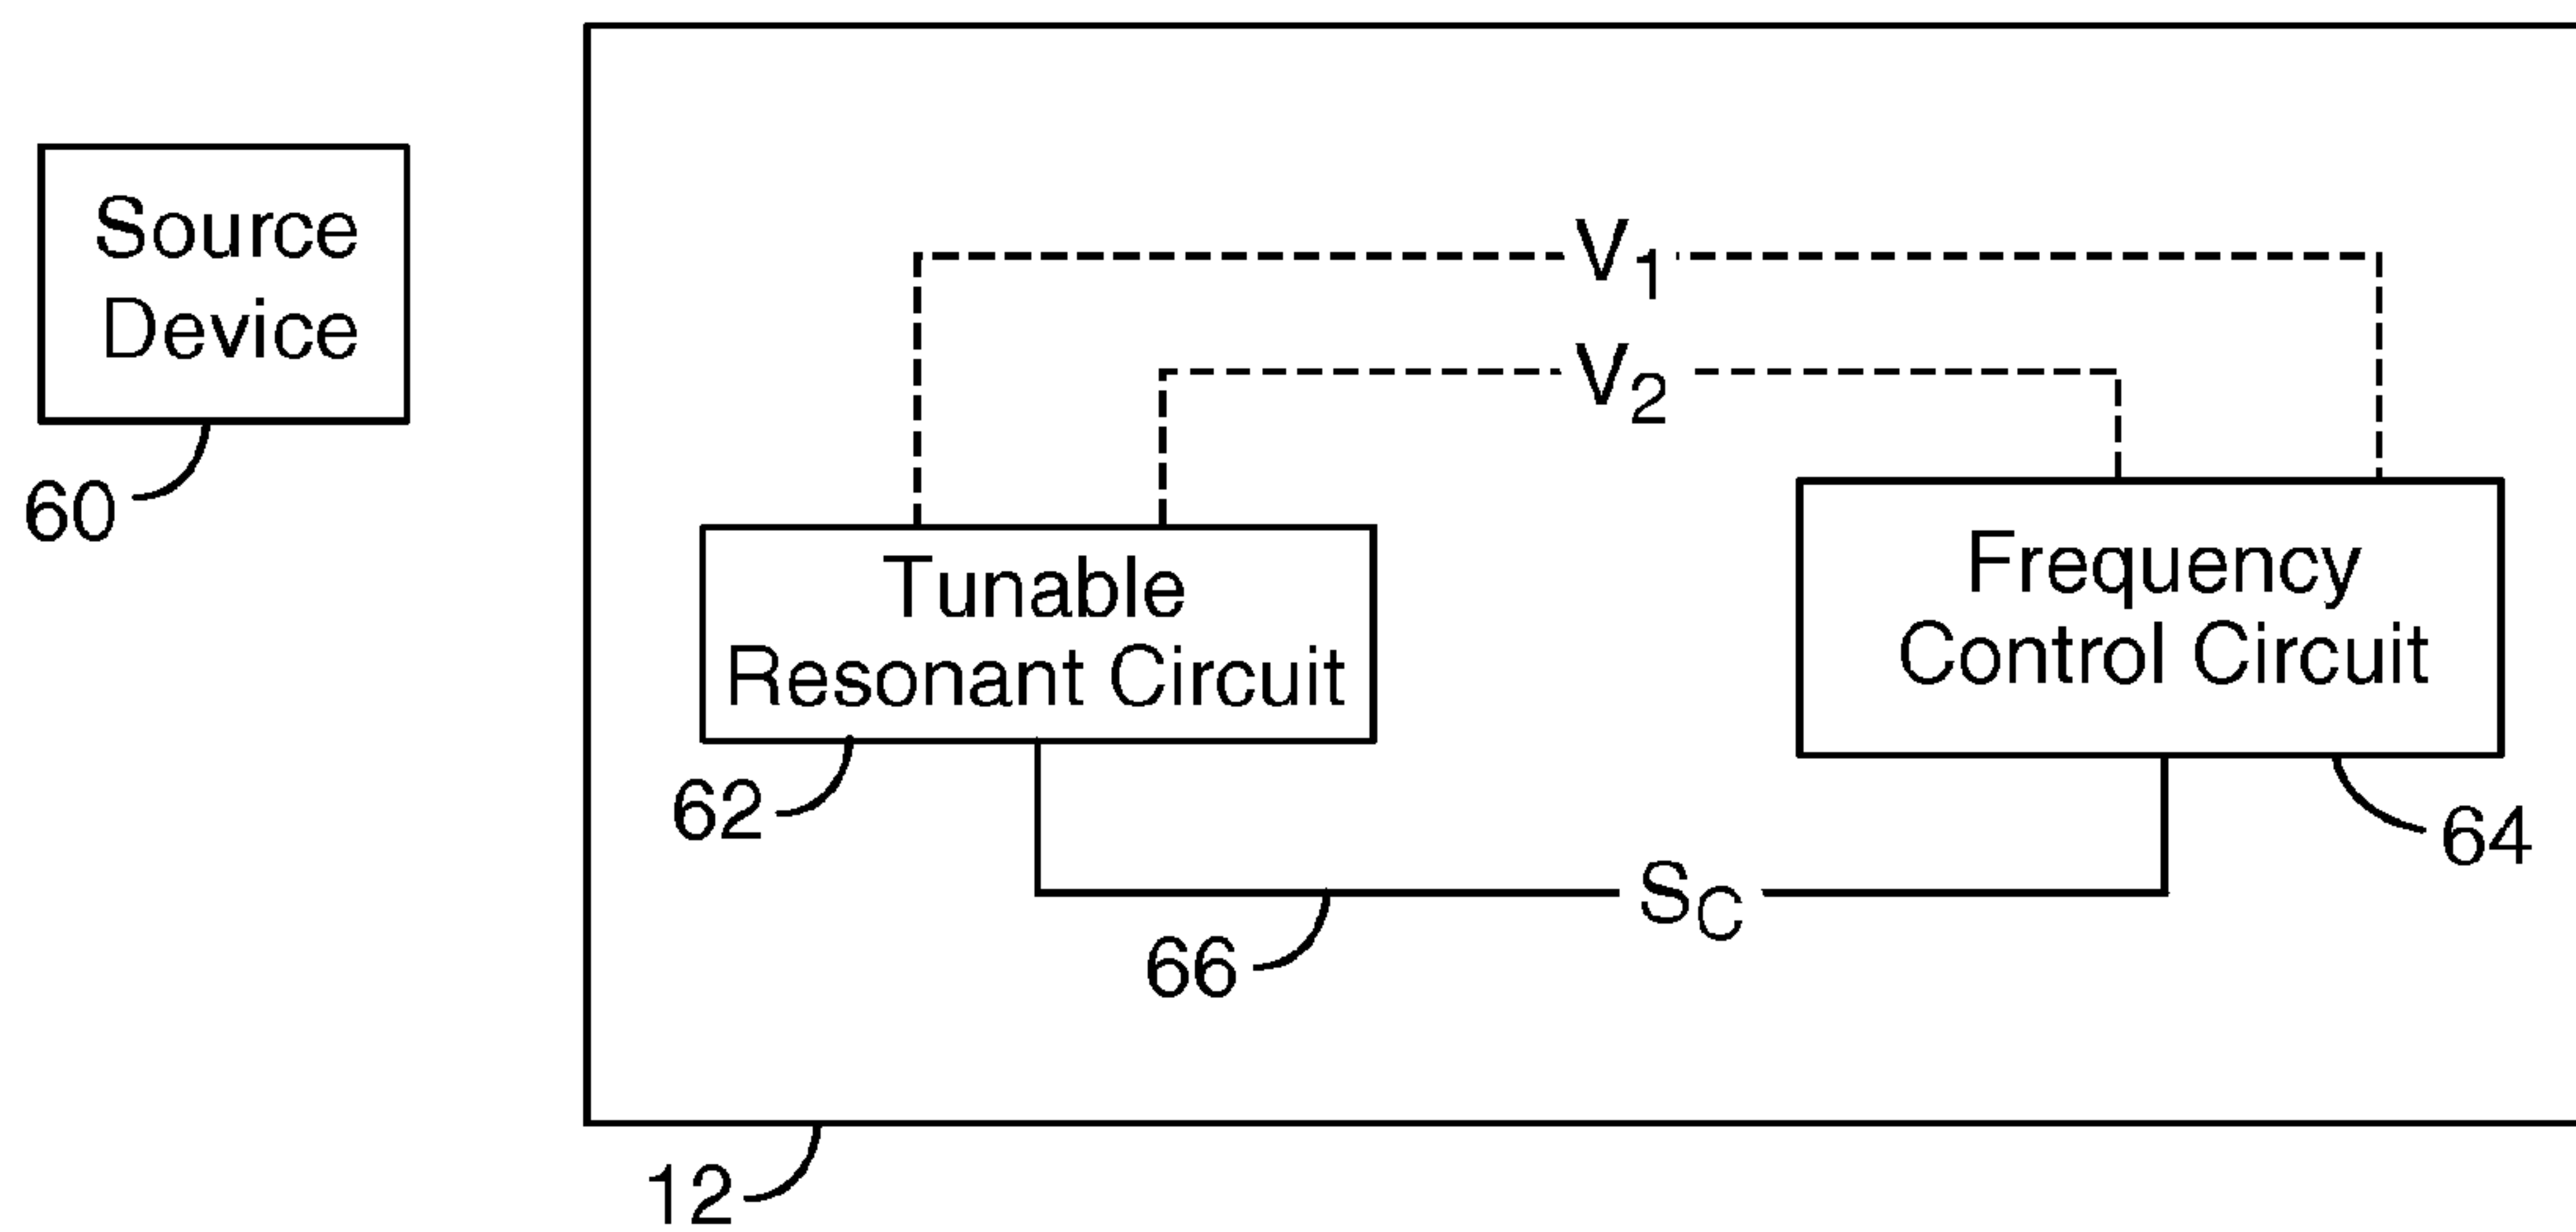 Source
Device
60
V1
V2
Tunable
Resonant Circuit
62
Frequency
Control Circuit
64
SC
66
12